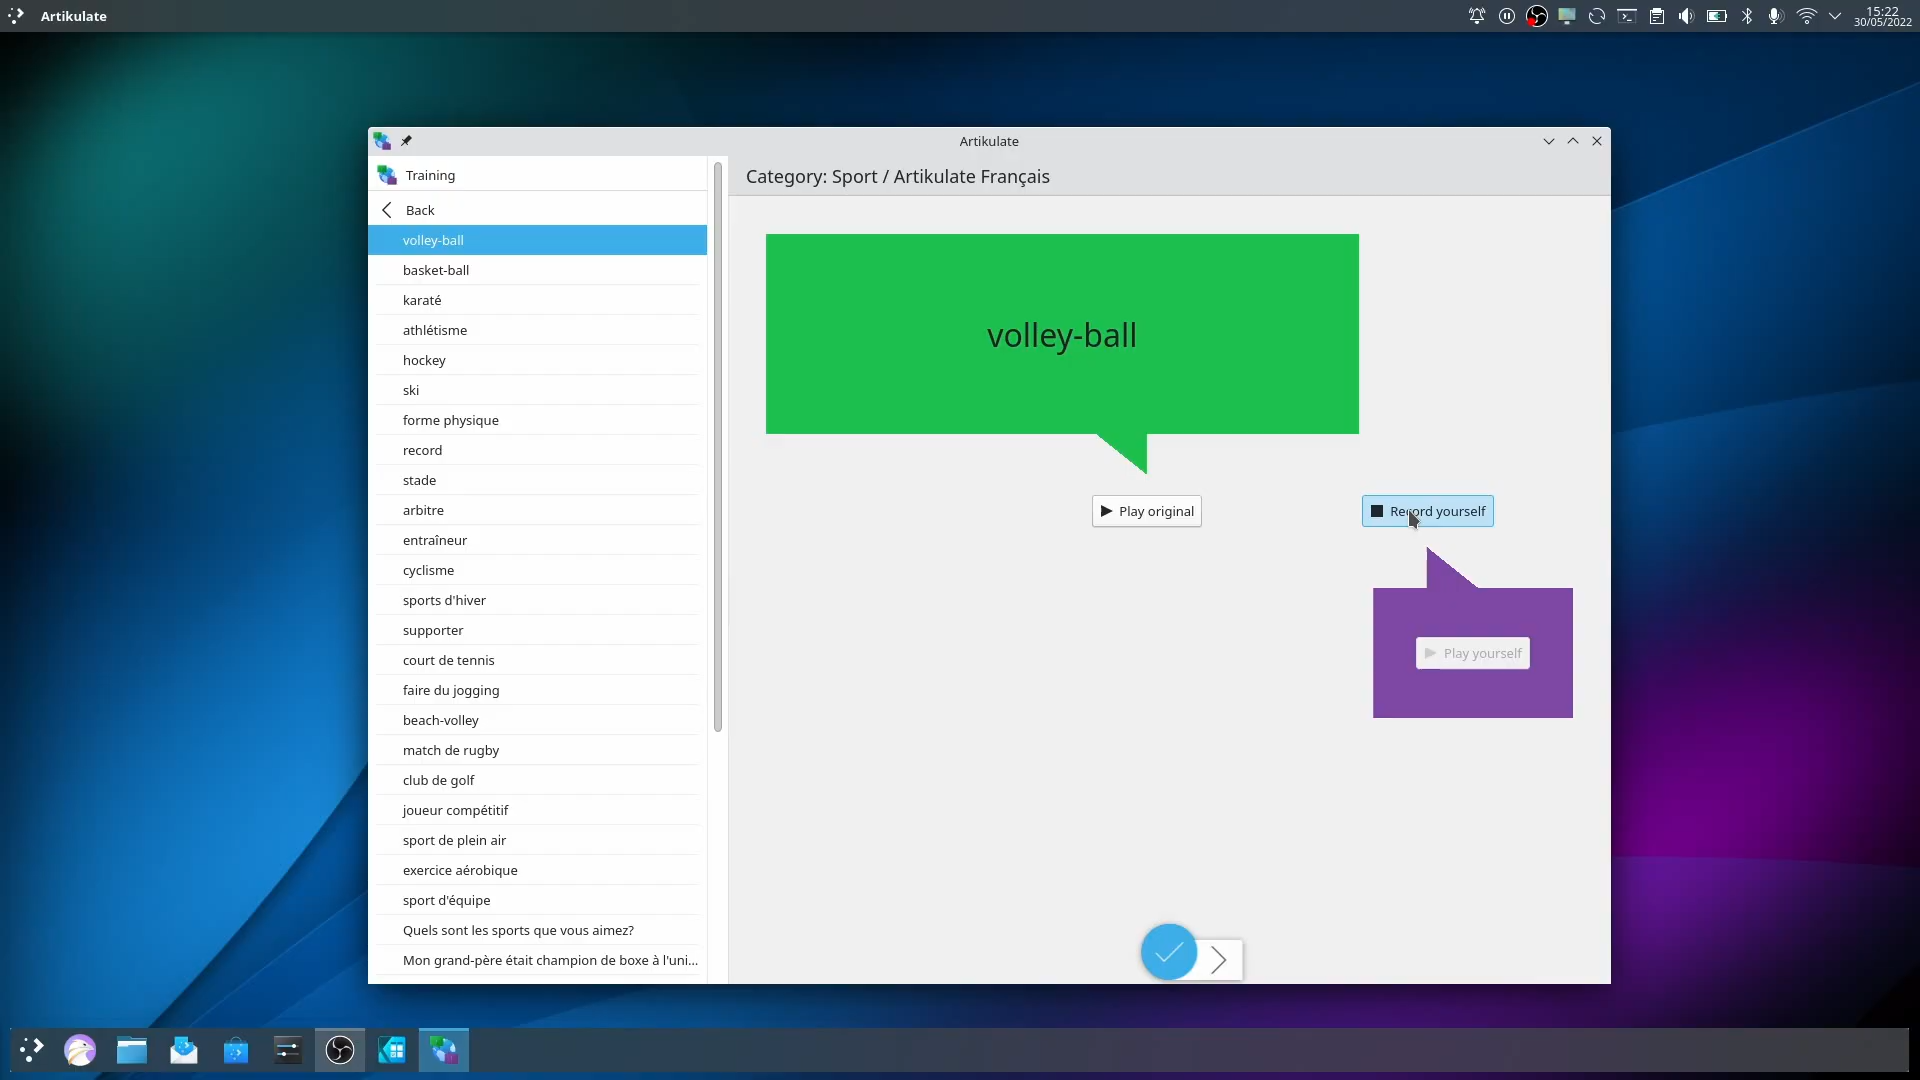 Artikulate
15:22
30/05/2022
Artikulate
Training
Category: Sport / Artikulate Français
Back
volley-ball
basket-ball
karaté
athlétisme
hockey
ski
forme physique
record
stade
arbitre
entraîneur
cyclisme
sports d'hiver
supporter
court de tennis
faire du jogging
beach-volley
match de rugby
club de golf
joueur compétitif
sport de plein air
exercice aérobique
sport d'équipe
Quels sont les sports que vous aimez?
Mon grand-père était champion de boxe à l'uni...
volley-ball
Play original
Record yourself
Play yourself